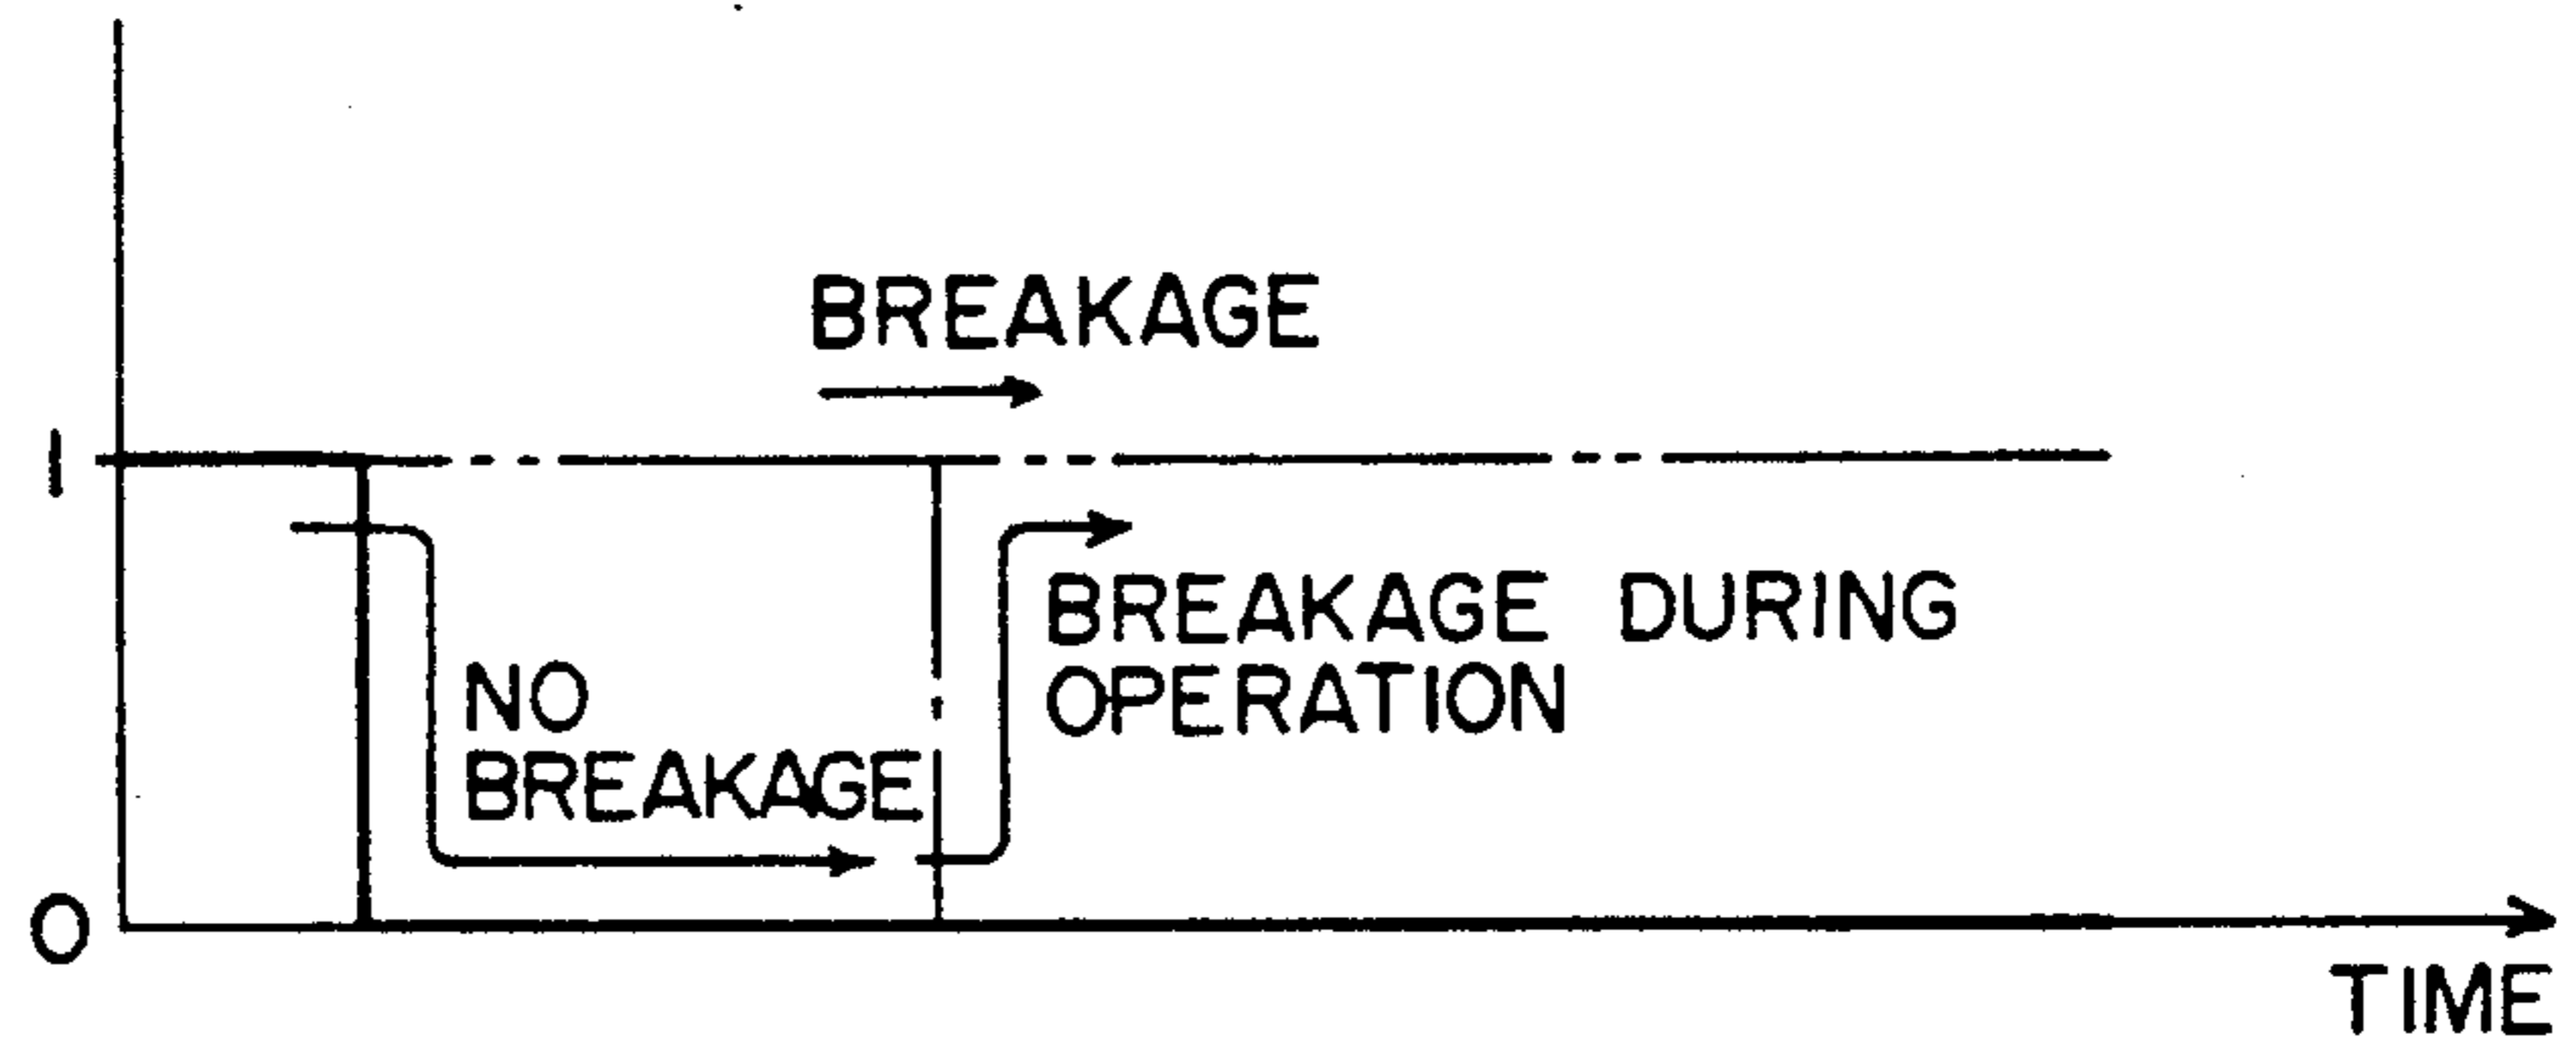 BREAKAGE
1
BREAKAGE DURING
OPERATION
NO
BREAKAGE
0
TIME